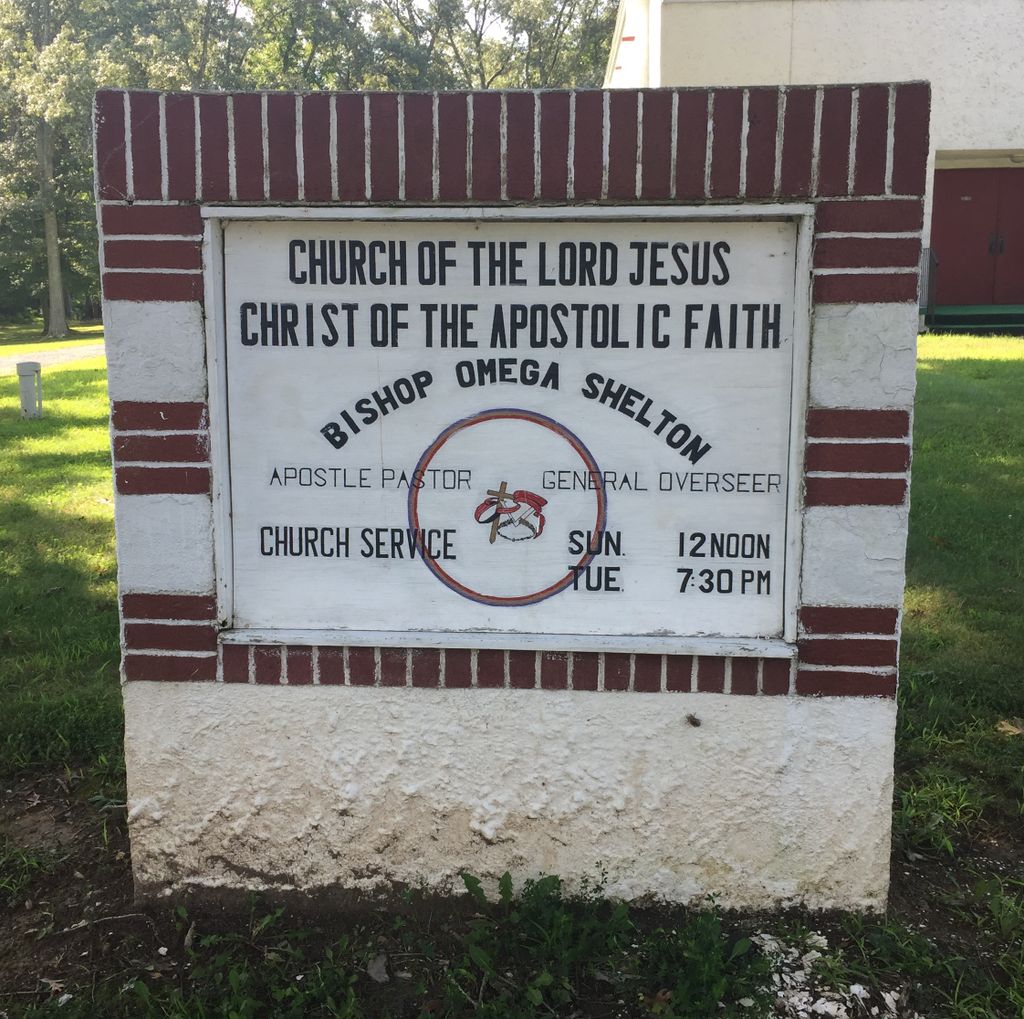 CHURCH OF THE LORD JESUS
CHRIST OF THE APOSTOLIC FAITH
BISHOP OMEGA SHELTON
APOSTLE PASTOR GENERAL OVERSEER
CHURCH SERVICE SUN. 12 NOON
TUE. 7:30 PM